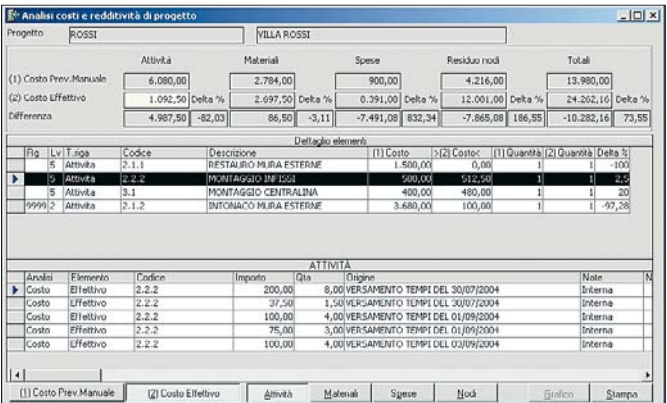 Analisi costi e redditività di progetto
Progetto ROSSI VILLA ROSSI
Attività Materiali Spese Residuo nodi Totali
(1) Costo Prev.Manuale 6.080,00 2.784,00 900,00 4.216,00 13.980,00
(2) Costo Effettivo 1.092,50 Delta % 2.697,50 Delta % 8.391,08 Delta % 12.081,08 Delta % 24.262,16 Delta %
Differenza 4.987,50 -82,03 86,50 -3,11 -7.491,08 832,34 -7.865,08 186,55 -10.282,16 73,55
Dettaglio elementi
Rg Lv T.riga Codice Descrizione (1) Costo >(2) Costo< (1) Quantità (2) Quantità Delta %
5 Attivita 2.1.1 RESTAURO MURA ESTERNE 1.500,00 0,00 1 1 -100
5 Attivita 2.2.2 MONTAGGIO INFISSI 500,00 512,50 1 1 2,5
5 Attivita 3.1 MONTAGGIO CENTRALINA 400,00 480,00 1 1 20
9999 2 Attivita 2.1.2 INTONACO MURA ESTERNE 3.680,00 100,00 1 1 -97,28
ATTIVITÀ
Analisi Elemento Codice Importo Qta Origine Note N
Costo Effettivo 2.2.2 200,00 8,00 VERSAMENTO TEMPI DEL 30/07/2004 Interna
Costo Effettivo 2.2.2 37,50 1,50 VERSAMENTO TEMPI DEL 30/07/2004 Interna
Costo Effettivo 2.2.2 100,00 4,00 VERSAMENTO TEMPI DEL 01/09/2004 Interna
Costo Effettivo 2.2.2 75,00 3,00 VERSAMENTO TEMPI DEL 01/09/2004 Interna
Costo Effettivo 2.2.2 100,00 4,00 VERSAMENTO TEMPI DEL 03/09/2004 Interna
(1) Costo Prev.Manuale (2) Costo Effettivo Attività Materiali Spese Nodi Grafico Stampa